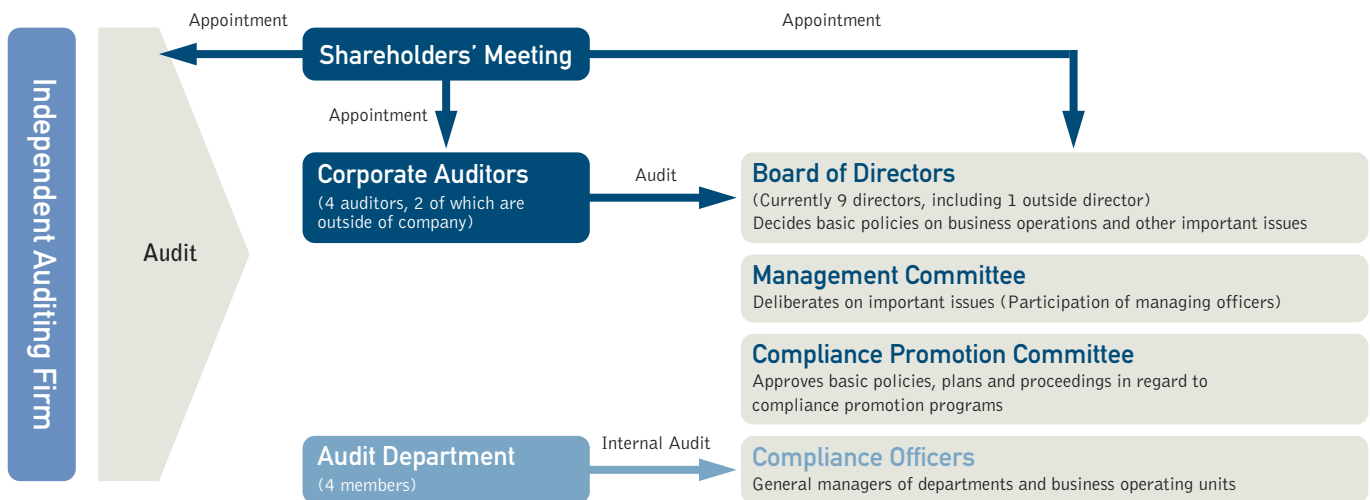 Appointment
Appointment
Shareholders’ Meeting
Appointment
Independent Auditing Firm
Audit
Corporate Auditors
(4 auditors, 2 of which are
outside of company)
Audit
Board of Directors
(Currently 9 directors, including 1 outside director)
Decides basic policies on business operations and other important issues
Management Committee
Deliberates on important issues (Participation of managing officers)
Compliance Promotion Committee
Approves basic policies, plans and proceedings in regard to
compliance promotion programs
Audit Department
(4 members)
Internal Audit
Compliance Officers
General managers of departments and business operating units